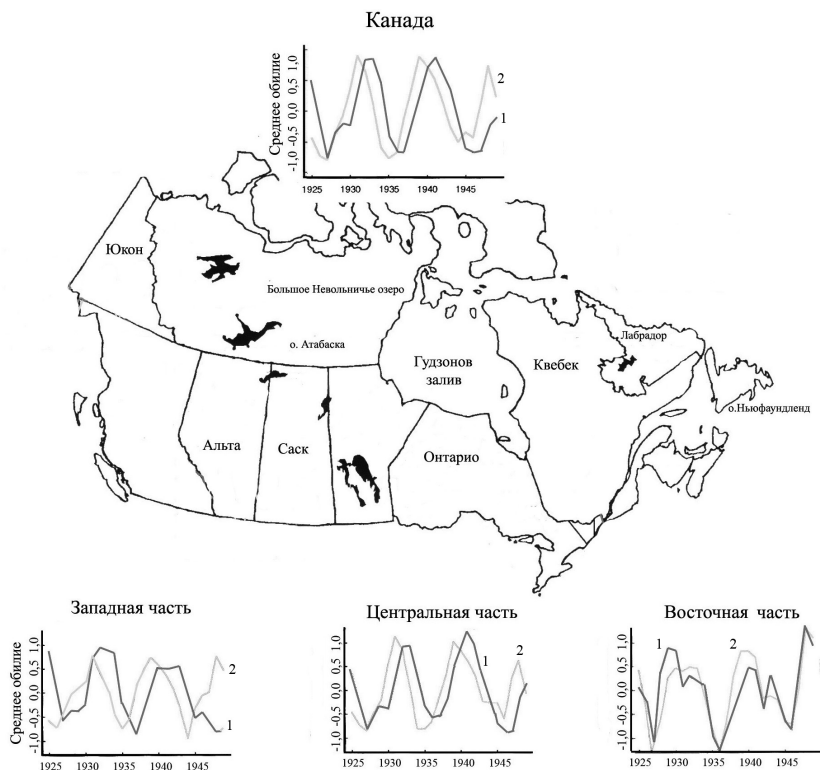 Канада
Среднее обилие
1,0
0,5
0,0
-0,5
-1,0
2
1
1925 1930 1935 1940 1945
Юкон
Большое Невольничье озеро
о. Атабаска
Гудзонов
залив
Квебек
Лабрадор
о.Ньюфаундленд
Альта
Саск
Онтарио
Западная часть
Среднее обилие
1,0
0,5
0,0
-0,5
-1,0
2
1
1925 1930 1935 1940 1945
Центральная часть
1,0
0,5
0,0
-0,5
-1,0
2
1
1925 1930 1935 1940 1945
Восточная часть
1,0
0,5
0,0
-0,5
-1,0
1
2
1925 1930 1935 1940 1945